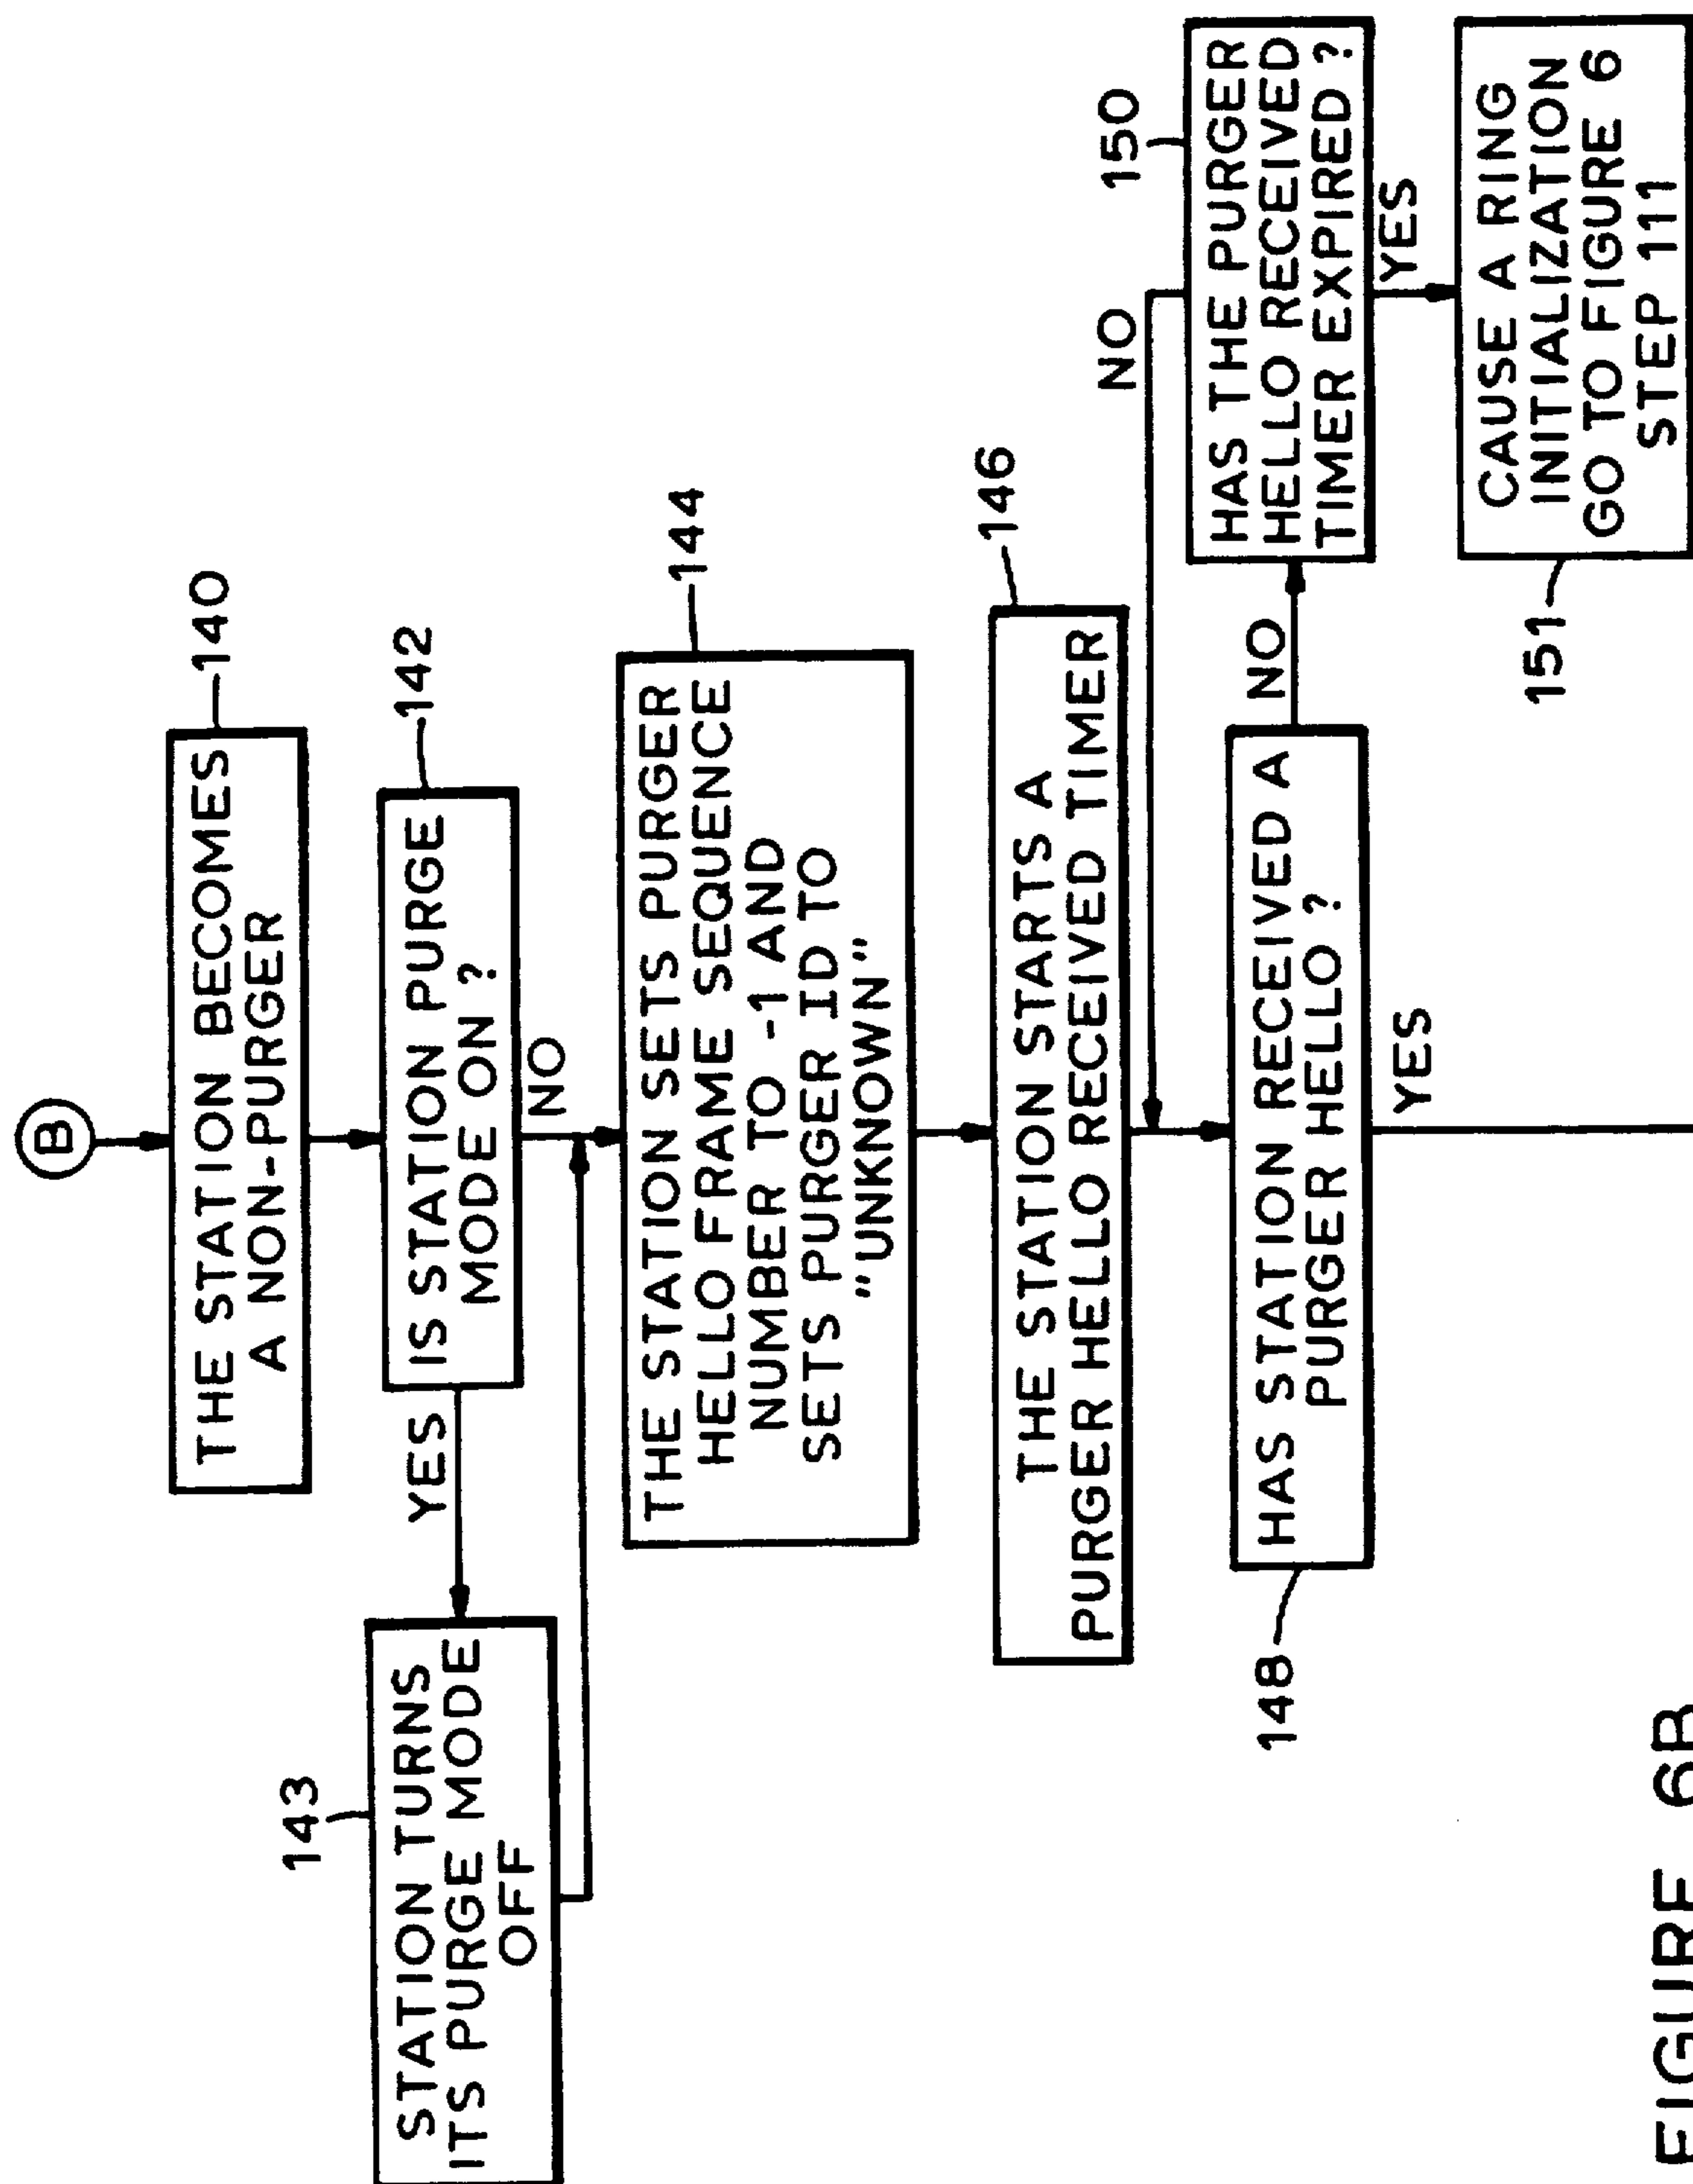 B
THE STATION BECOMES
A NON-PURGER
140
IS STATION PURGE
MODE ON ?
142
YES
NO
STATION TURNS
ITS PURGE MODE
OFF
143
THE STATION SETS PURGER
HELLO FRAME SEQUENCE
NUMBER TO -1 AND
SETS PURGER ID TO
"UNKNOWN"
144
THE STATION STARTS A
PURGER HELLO RECEIVED TIMER
146
HAS STATION RECEIVED A
PURGER HELLO ?
148
NO
YES
NO
HAS THE PURGER
HELLO RECEIVED
TIMER EXPIRED ?
150
YES
CAUSE A RING
INITIALIZATION
GO TO FIGURE 6
STEP 111
151
FIGURE 6B